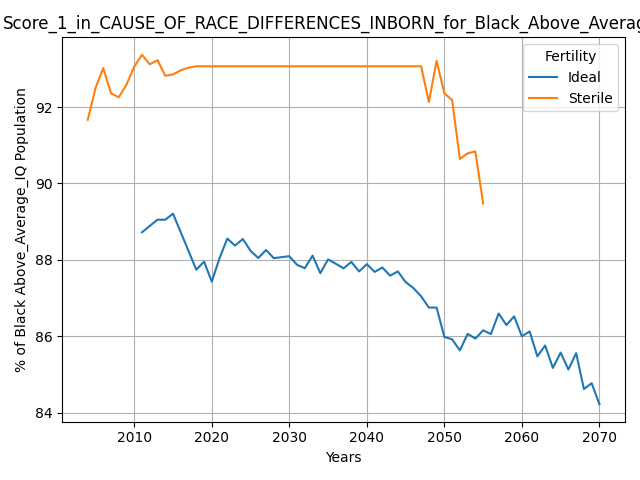 Score_1_in_CAUSE_OF_RACE_DIFFERENCES_INBORN_for_Black_Above_Averag
Fertility
Ideal
Sterile
% of Black Above_Average_IQ Population
92
90
88
86
84
2010 2020 2030 2040 2050 2060 2070
Years